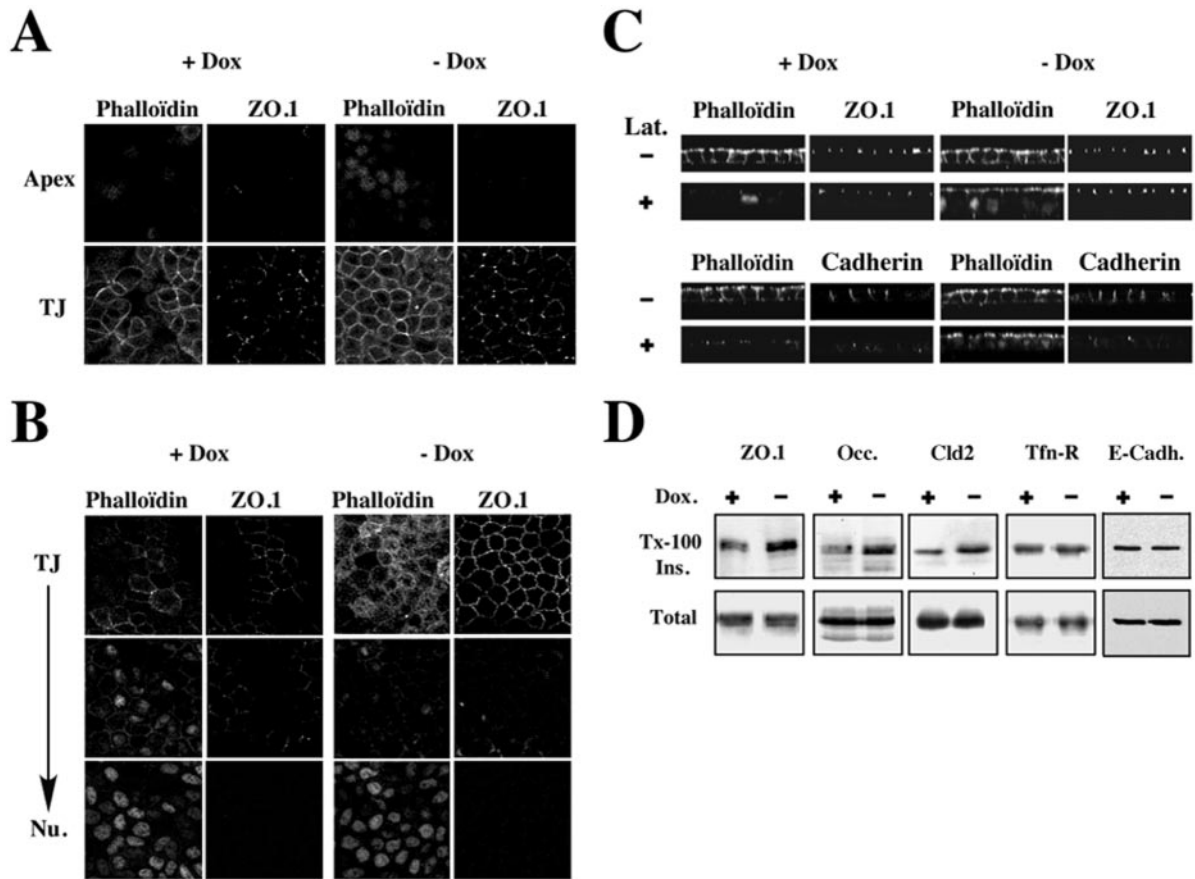 A
+ Dox - Dox
Phalloïdin ZO.1 Phalloïdin ZO.1
Apex
TJ
B
+ Dox - Dox
Phalloïdin ZO.1 Phalloïdin ZO.1
TJ
Nu.
C
+ Dox - Dox
Phalloïdin ZO.1 Phalloïdin ZO.1
Lat.
-
+
Phalloïdin Cadherin Phalloïdin Cadherin
-
+
D
ZO.1 Occ. Cld2 Tfn-R E-Cadh.
Dox. + - + - + - + - + -
Tx-100
Ins.
Total